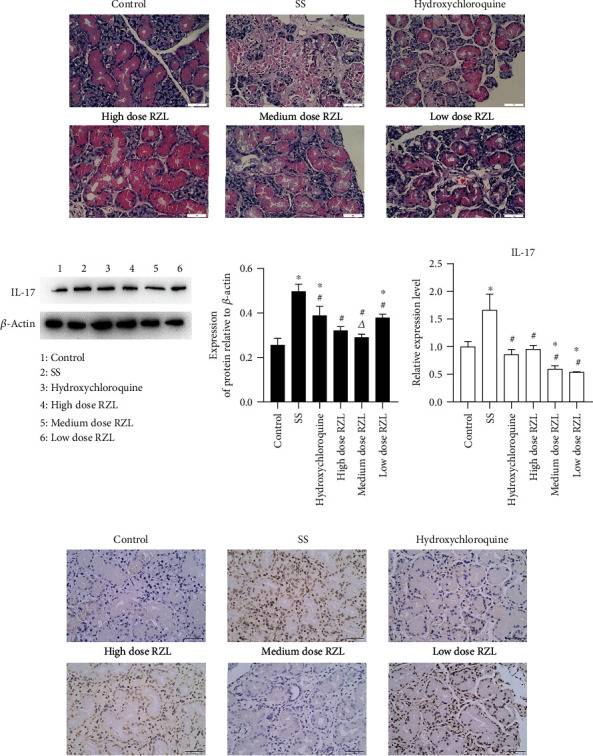 Control SS Hydroxychloroquine
High dose RZL Medium dose RZL Low dose RZL
1 2 3 4 5 6
IL-17
β-Actin
1: Control
2: SS
3: Hydroxychloroquine
4: High dose RZL
5: Medium dose RZL
6: Low dose RZL
Expression
of protein relative to β-actin
0.6
0.4
0.2
0.0
*
*
#
#
#
Δ
*
#
Control
SS
Hydroxychloroquine
High dose RZL
Medium dose RZL
Low dose RZL
IL-17
Relative expression level
2.5
2.0
1.5
1.0
0.5
0.0
*
#
#
*
#
*
#
Control
SS
Hydroxychloroquine
High dose RZL
Medium dose RZL
Low dose RZL
Control SS Hydroxychloroquine
High dose RZL Medium dose RZL Low dose RZL